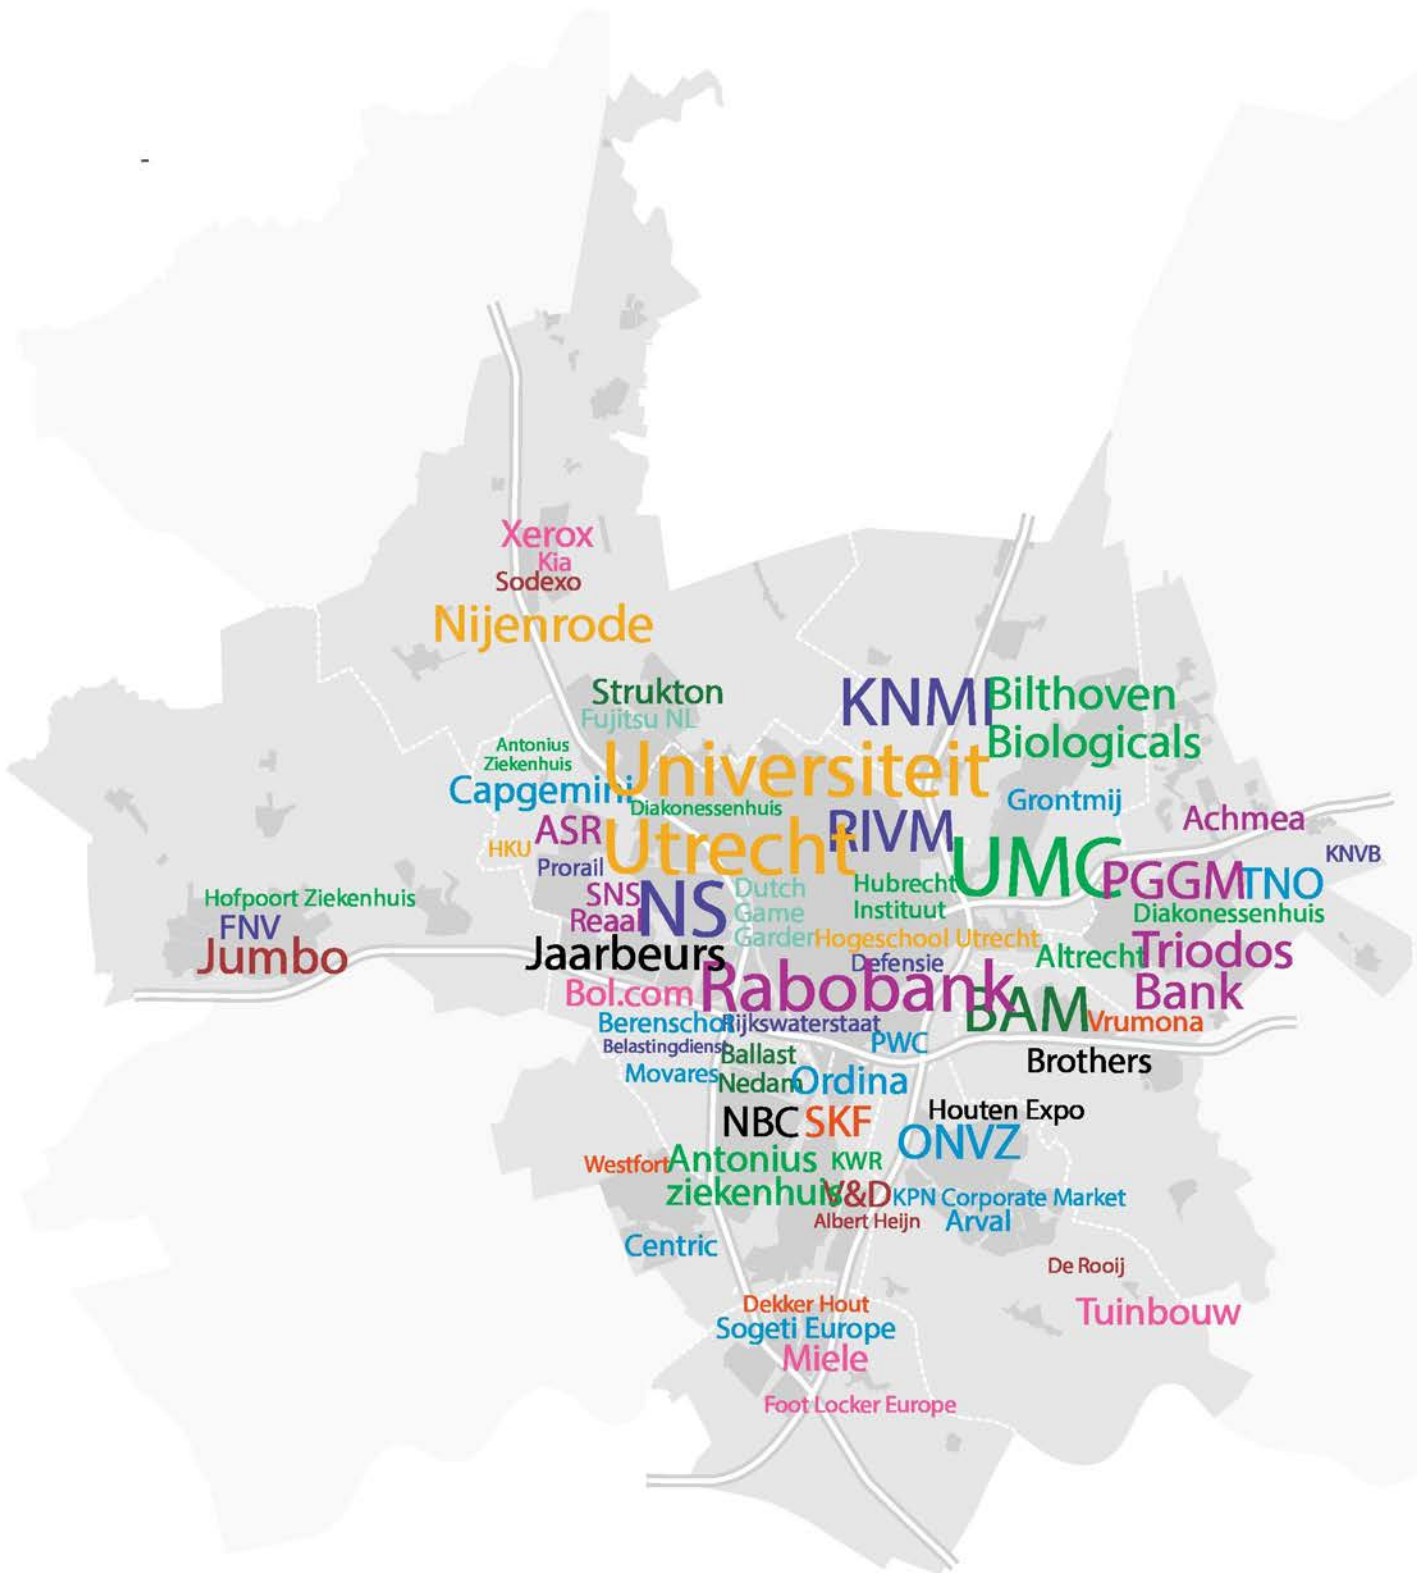 -
Xerox
Kia
Sodexo
Nijenrode
Strukton
Fujitsu NL
KNMI
Bilthoven
Biologicals
Antonius
Ziekenhuis
Universiteit
Utrecht
Capgemini
Diakonessenhuis
Grontmij
ASR
RIVM
Achmea
HKU
Prorail
UMC
KNVB
PGGM
TNO
SNS
Reaal
NS
Dutch
Game
Garden
Hubrecht
Instituut
Hofpoort Ziekenhuis
FNV
Jumbo
Diakonessenhuis
Hogeschool Utrecht
Jaarbeurs
Defensie
Altrecht
Triodos
Bank
Bol.com
Rabobank
BAM
Vrumona
Berenschot
Rijkswaterstaat
PWC
Belastingdienst
Ballast
Nedam
Brothers
Movares
Ordina
NBC
SKF
Houten Expo
ONVZ
Westfort
Antonius
ziekenhuis
KWR
V&D
KPN Corporate Market
Albert Heijn
Arval
Centric
De Rooij
Dekker Hout
Tuinbouw
Sogeti Europe
Miele
Foot Locker Europe